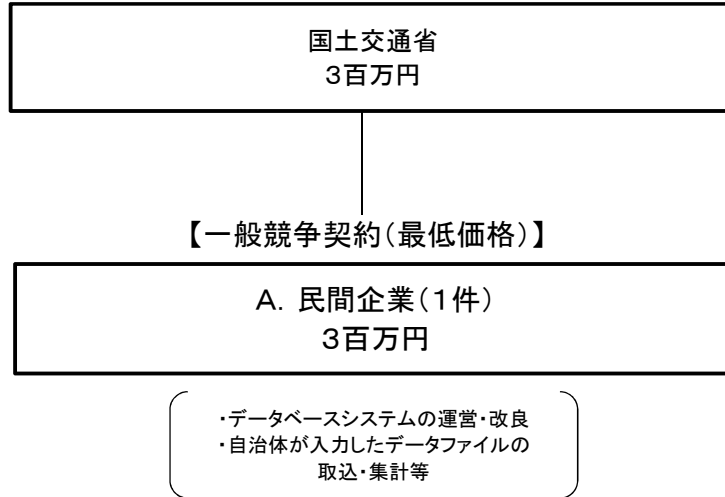 国土交通省
３百万円
【一般競争契約（最低価格）】
Ａ．民間企業（１件）
３百万円
・データベースシステムの運営・改良
・自治体が入力したデータファイルの
取込・集計等